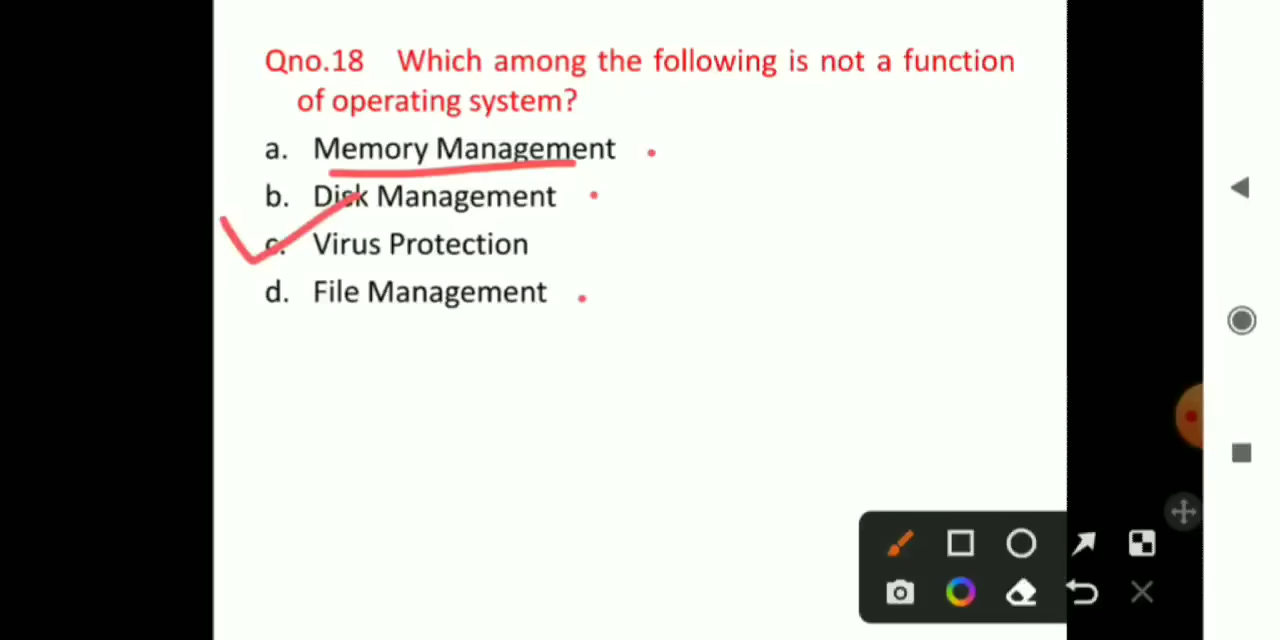 Qno.18 Which among the following is not a function
of operating system?
a. Memory Management
b. Disk Management
c. Virus Protection
d. File Management